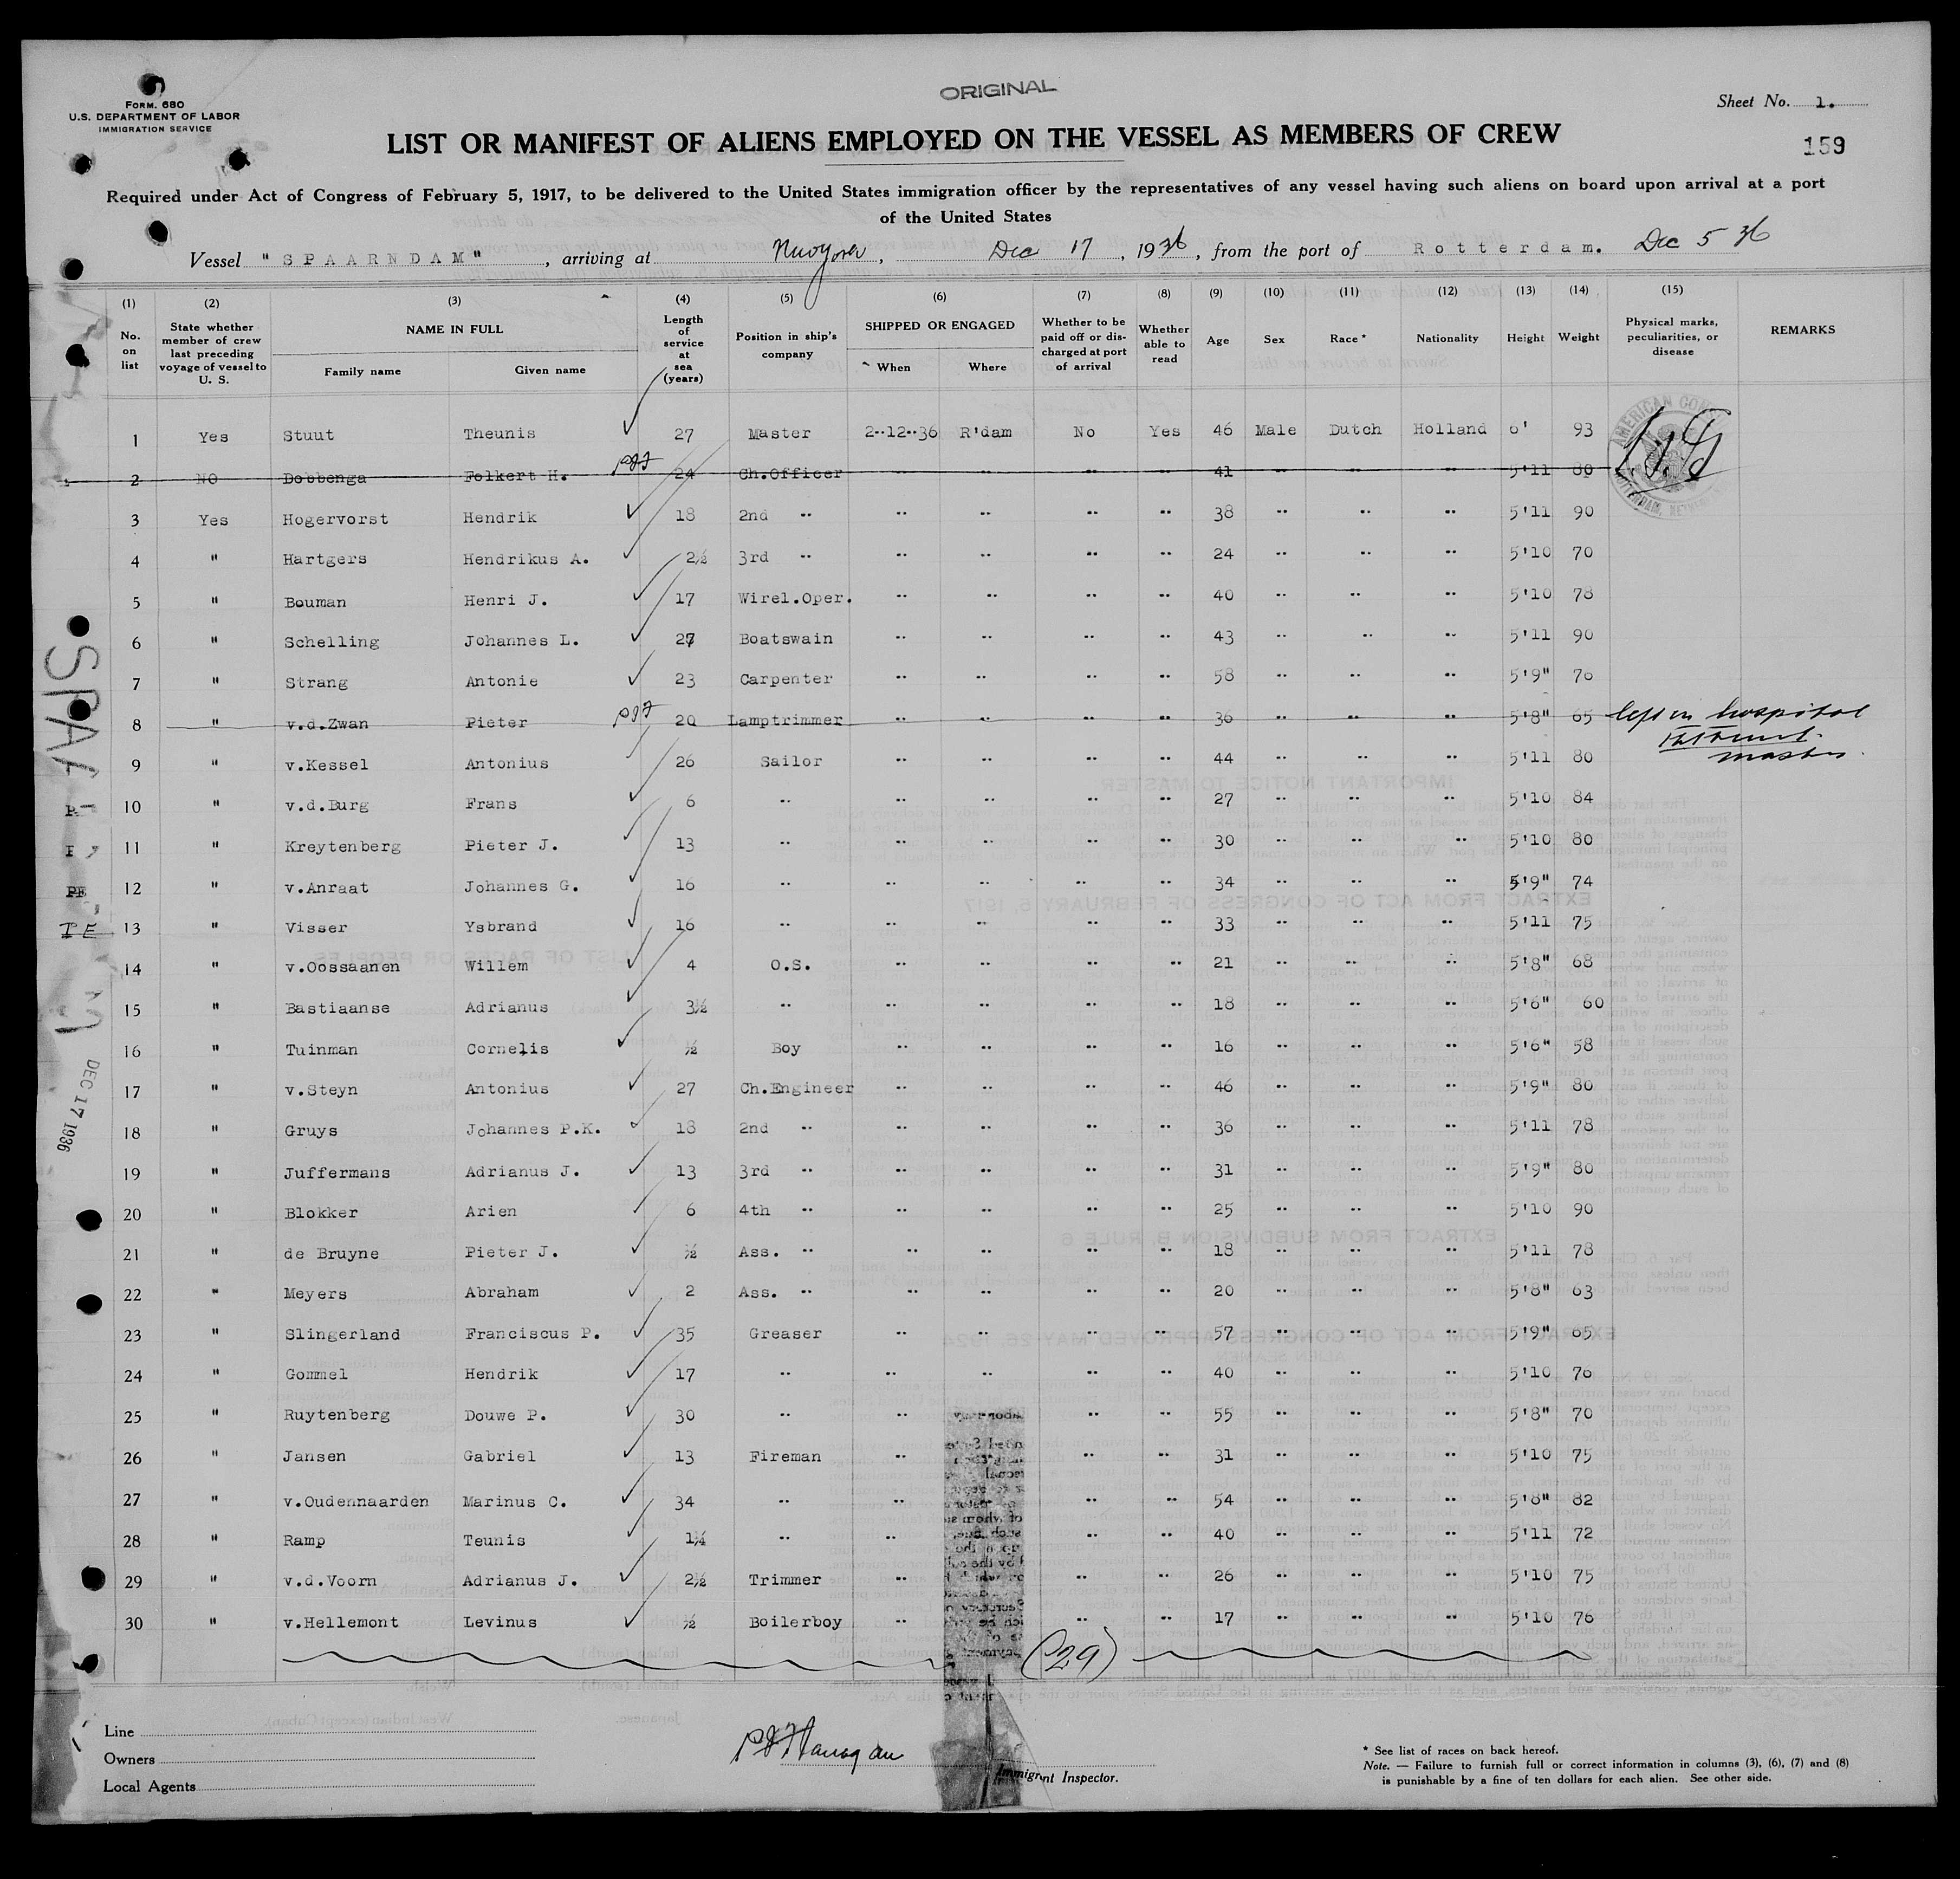 ORIGINAL
FORM. 680
U.S. DEPARTMENT OF LABOR
IMMIGRATION SERVICE
Sheet No. 1.
LIST OR MANIFEST OF ALIENS EMPLOYED ON THE VESSEL AS MEMBERS OF CREW
159
Required under Act of Congress of February 5, 1917, to be delivered to the United States immigration officer by the representatives of any vessel having such aliens on board upon arrival at a port
of the United States
Vessel "SPAARNDAM", arriving at New York, Dec 17, 1936, from the port of Rotterdam. Dec 5 36
(1) (2) (3) (4) (5) (6) (7) (8) (9) (10) (11) (12) (13) (14) (15)
No. on list | State whether member of crew last preceding voyage of vessel to U. S. | NAME IN FULL | Family name | Given name | Length of service at sea (years) | Position in ship's company | SHIPPED OR ENGAGED | When | Where | Whether to be paid off or discharged at port of arrival | Whether able to read | Age | Sex | Race* | Nationality | Height | Weight | Physical marks, peculiarities, or disease | REMARKS
1 Yes Stuut Theunis 27 Master 2--12--36 R'dam No Yes 46 Male Dutch Holland 6' 93
2 NO Dobbenga Folkert H. 24 Ch.Officer " " " " 41 " " " 5'11 80
3 Yes Hogervorst Hendrik 18 2nd " " " " " 38 " " " 5'11 90
4 " Hartgers Hendrikus A. 2½ 3rd " " " " " 24 " " " 5'10 70
5 " Bouman Henri J. 17 Wirel.Oper. " " " " 40 " " " 5'10 78
6 " Schelling Johannes L. 27 Boatswain " " " " 43 " " " 5'11 90
7 " Strang Antonie 23 Carpenter " " " " 58 " " " 5'9" 76
8 " v.d.Zwan Pieter 20 Lamptrimmer " " " " 36 " " " 5'8" 65 left in hospital
master
9 " v.Kessel Antonius 26 Sailor " " " " 44 " " " 5'11 80
10 " v.d.Burg Frans 6 " " " " " 27 " " " 5'10 84
11 " Kreytenberg Pieter J. 13 " " " " " 30 " " " 5'10 80
12 " v.Anraat Johannes G. 16 " " " " " 34 " " " 5'9" 74
13 " Visser Ysbrand 16 " " " " " 33 " " " 5'11 75
14 " v.Oossaanen Willem 4 O.S. " " " " 21 " " " 5'8" 68
15 " Bastiaanse Adrianus 3½ " " " " " 18 " " " 5'6" 60
16 " Tuinman Cornelis ½ Boy " " " " 16 " " " 5'6" 58
17 " v.Steyn Antonius 27 Ch.Engineer " " " " 46 " " " 5'9" 80
18 " Gruys Johannes P.K. 18 2nd " " " " " 36 " " " 5'11 78
19 " Juffermans Adrianus J. 13 3rd " " " " " 31 " " " 5'9" 80
20 " Blokker Arien 6 4th " " " " " 25 " " " 5'10 90
21 " de Bruyne Pieter J. ½ Ass. " " " " " 18 " " " 5'11 78
22 " Meyers Abraham 2 Ass. " " " " " 20 " " " 5'8" 63
23 " Slingerland Franciscus P. 35 Greaser " " " " 57 " " " 5'9" 65
24 " Gommel Hendrik 17 " " " " " 40 " " " 5'10 76
25 " Ruytenberg Douwe P. 30 " " " " 55 " " " 5'8" 70
26 " Jansen Gabriel 13 Fireman " " " 31 " " " 5'10 75
27 " v.Oudennaarden Marinus C. 34 " " " " 54 " " " 5'8" 82
28 " Ramp Teunis 1¼ " " " 40 " " " 5'11 72
29 " v.d.Voorn Adrianus J. 2½ Trimmer " " " 26 " " " 5'10 75
30 " v.Hellemont Levinus ½ Boilerboy " " " 17 " " " 5'10 76
(29)
DEC 17 1936
Line
Owners
Local Agents
P J Flanagan
Immigrant Inspector.
* See list of races on back hereof.
Note. — Failure to furnish full or correct information in columns (3), (6), (7) and (8)
is punishable by a fine of ten dollars for each alien. See other side.